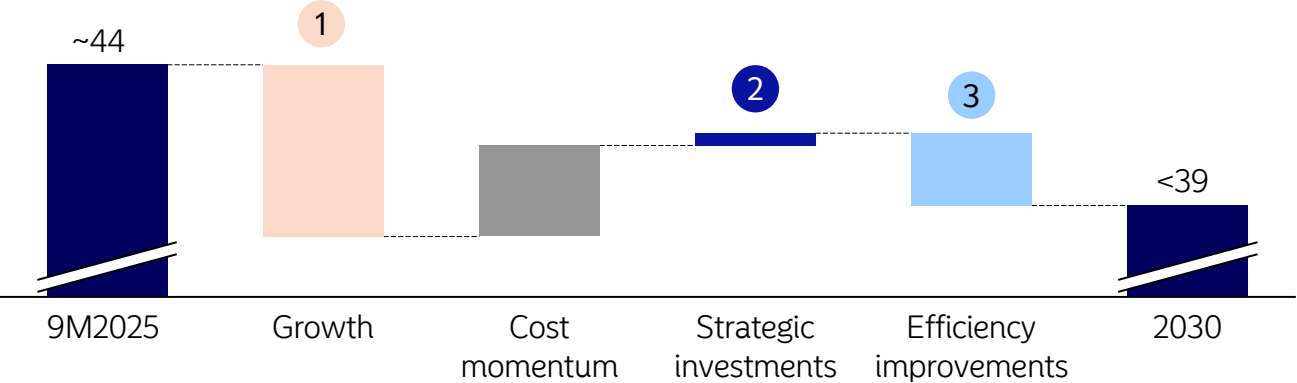 ~44
1
2
3
<39
9M2025
Growth
Cost
momentum
Strategic
investments
Efficiency
improvements
2030